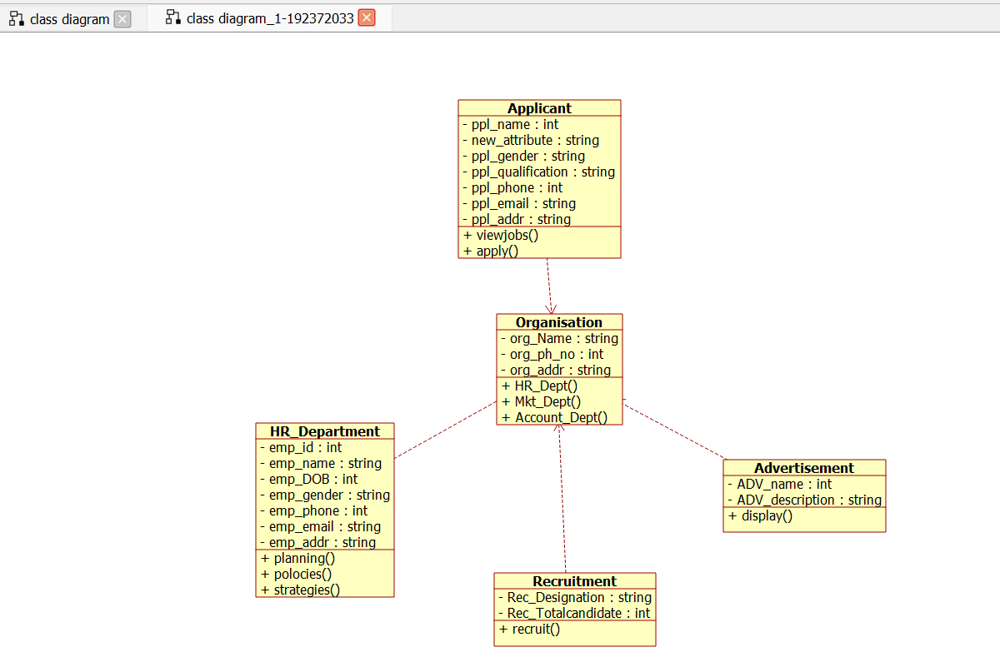 class diagram
class diagram_1-192372033
Applicant
- ppl_name : int
- new_attribute : string
- ppl_gender : string
- ppl_qualification : string
- ppl_phone : int
- ppl_email : string
- ppl_addr : string
+ viewjobs()
+ apply()
Organisation
- org_Name : string
- org_ph_no : int
- org_addr : string
+ HR_Dept()
+ Mkt_Dept()
+ Account_Dept()
HR_Department
- emp_id : int
- emp_name : string
- emp_DOB : int
- emp_gender : string
- emp_phone : int
- emp_email : string
- emp_addr : string
+ planning()
+ polocies()
+ strategies()
Advertisement
- ADV_name : int
- ADV_description : string
+ display()
Recruitment
- Rec_Designation : string
- Rec_Totalcandidate : int
+ recruit()